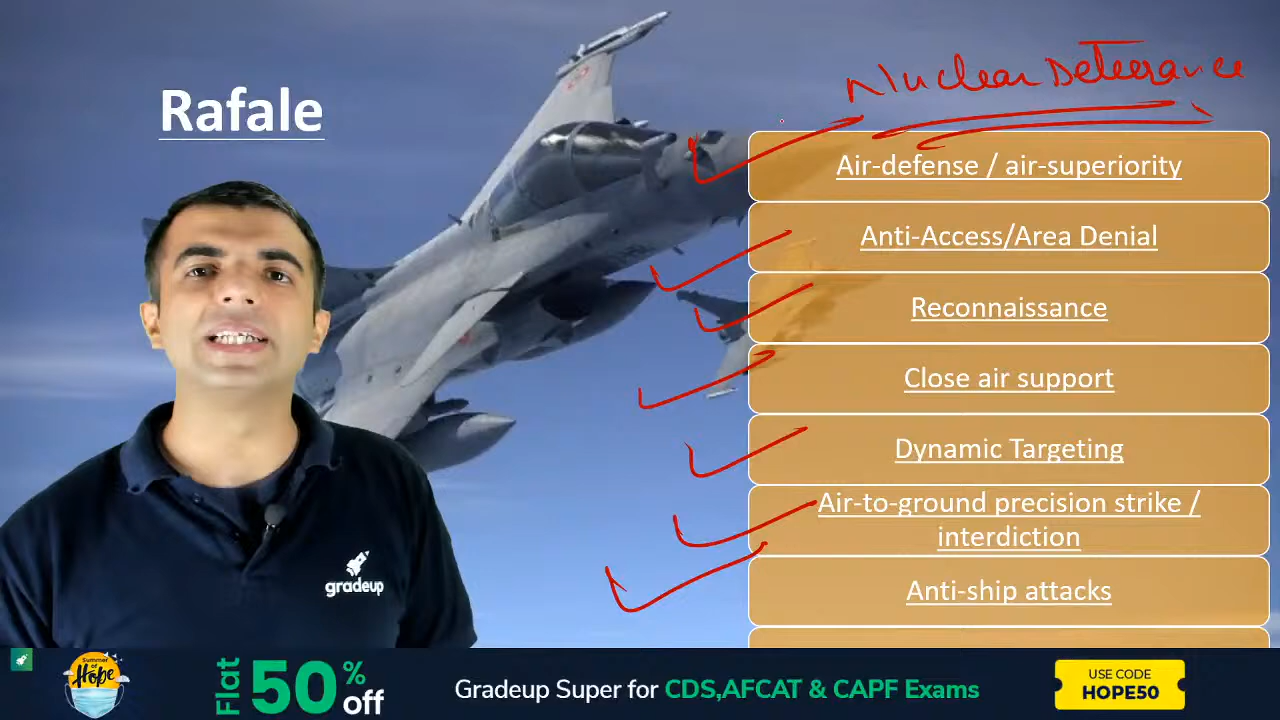 Rafale
Nuclear Deterrance
Air-defense / air-superiority
Anti-Access/Area Denial
Reconnaissance
Close air support
Dynamic Targeting
Air-to-ground precision strike /
interdiction
Anti-ship attacks
gradeup
Summer
of
Hope
Flat
50%
off
Gradeup Super for CDS,AFCAT & CAPF Exams
USE CODE
HOPE50